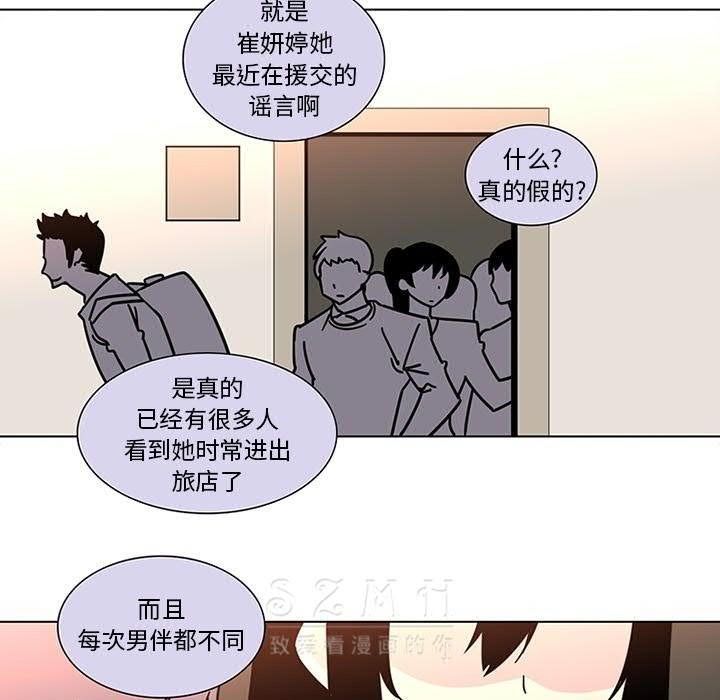 就是
崔妍婷她
最近在援交的
谣言啊
什么?
真的假的?
是真的
已经有很多人
看到她时常进出
旅店了
而且
每次男伴都不同
SZMH
致爱看漫画的你